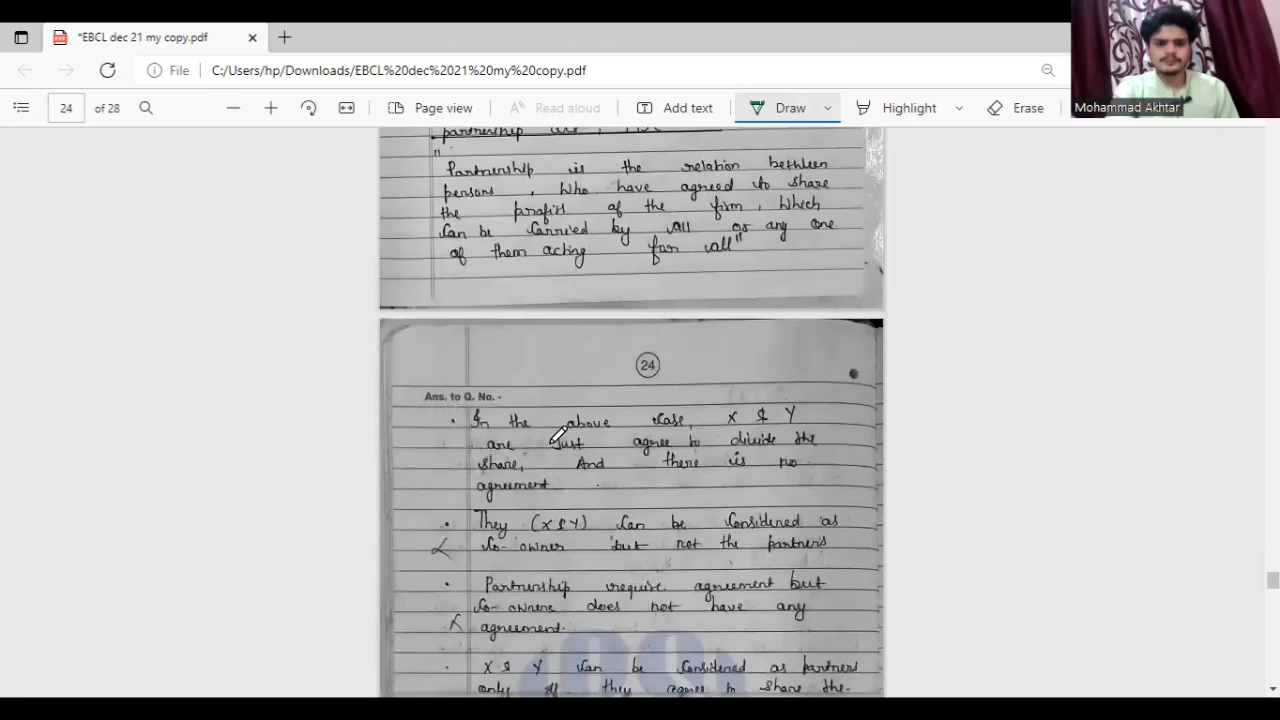 *EBCL dec 21 my copy.pdf
File C:/Users/hp/Downloads/EBCL%20dec%2021%20my%20copy.pdf
24 of 28 Page view Read aloud Add text Draw Highlight Erase
Mohammad Akhtar
partnership
"
Partnership is the relation bethleen
persons, Who have agreed to share
the profits of the firm, Which
Can be Carried by all or any one
of them acting for all"
24
Ans. to Q. No. -
. In the above Case, X & Y
are just agree to divide the
share, And there is no
agreement
. They (X & Y) Can be Considered as
Co-owner but not the partner's
. Partnership require agreement but
Co-ownere does not have any
agreement.
. X & Y Can be Considered as partners
only if they agree to share the